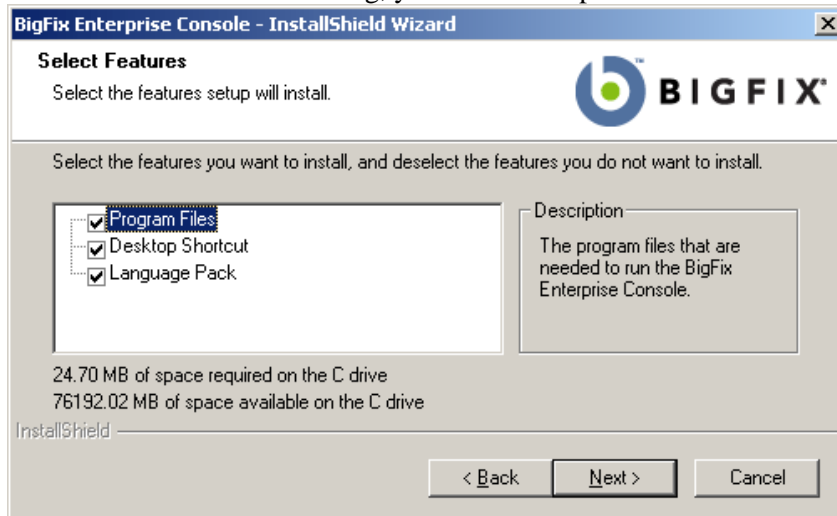 BigFix Enterprise Console - InstallShield Wizard
Select Features
Select the features setup will install.
BIGFIX
Select the features you want to install, and deselect the features you do not want to install.
Program Files
Desktop Shortcut
Language Pack
Description
The program files that are
needed to run the BigFix
Enterprise Console.
24.70 MB of space required on the C drive
76192.02 MB of space available on the C drive
InstallShield
< Back
Next >
Cancel